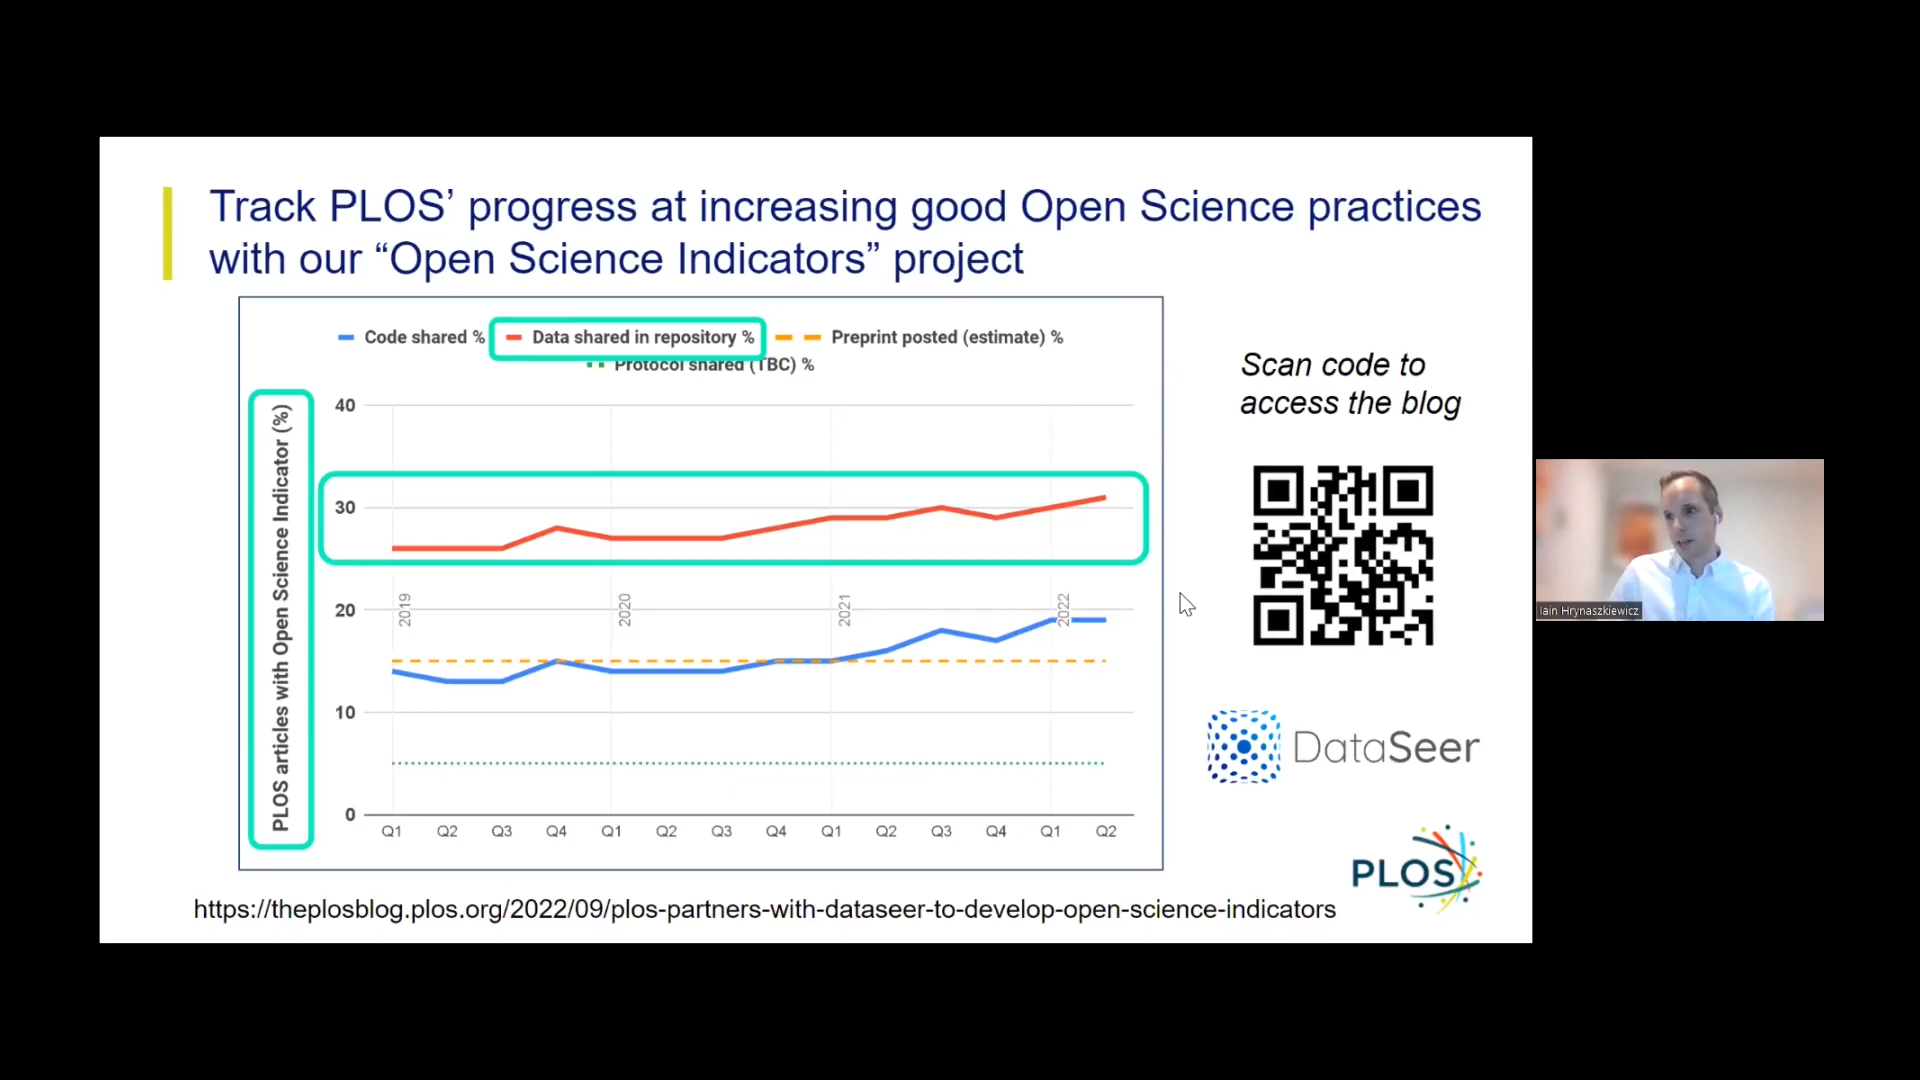 Track PLOS’ progress at increasing good Open Science practices
with our “Open Science Indicators” project
Code shared %
Data shared in repository %
Preprint posted (estimate) %
Protocol shared (TBC) %
PLOS articles with Open Science Indicator (%)
40
30
20
10
0
2019
2020
2021
2022
Q1 Q2 Q3 Q4 Q1 Q2 Q3 Q4 Q1 Q2 Q3 Q4 Q1 Q2
Scan code to
access the blog
DataSeer
PLOS
https://theplosblog.plos.org/2022/09/plos-partners-with-dataseer-to-develop-open-science-indicators
Iain Hrynaszkiewicz